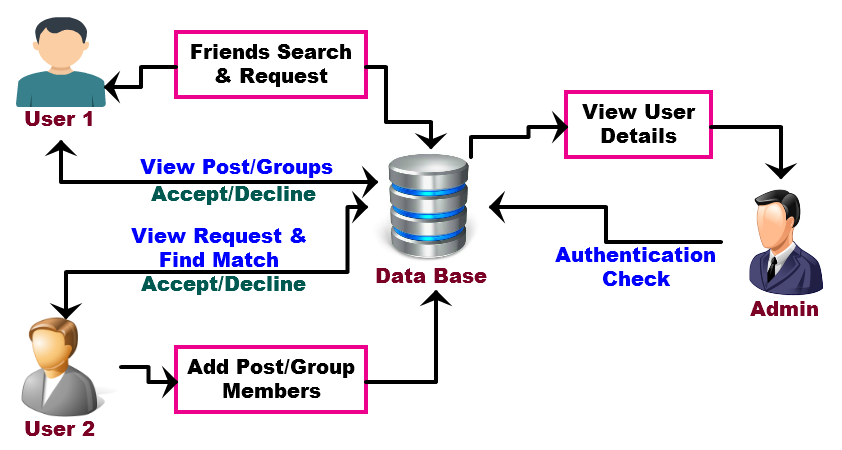 Friends Search
& Request
User 1
View User
Details
View Post/Groups
Accept/Decline
View Request &
Find Match
Accept/Decline
Data Base
Authentication
Check
Admin
Add Post/Group
Members
User 2